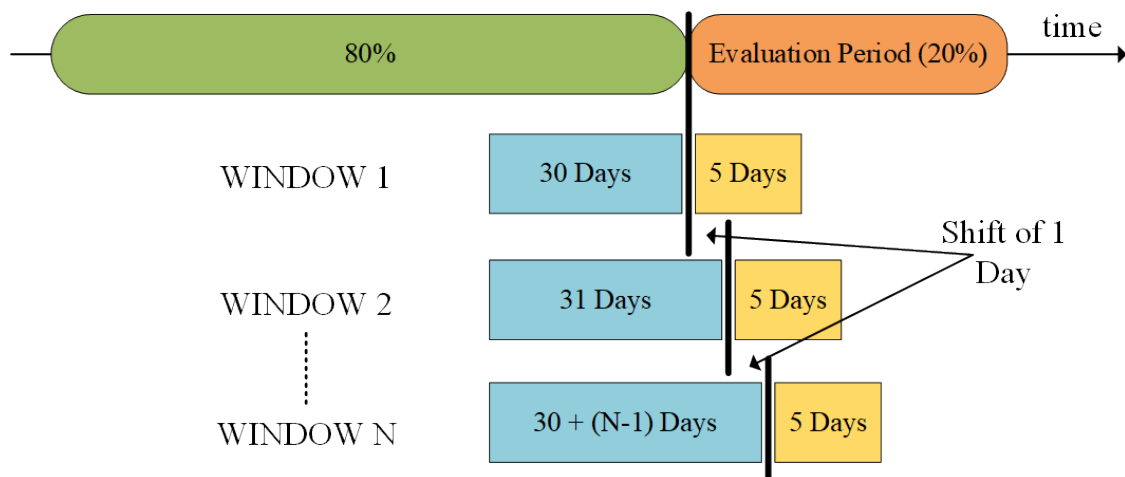 80%
Evaluation Period (20%)
time
WINDOW 1
30 Days
5 Days
Shift of 1
Day
WINDOW 2
31 Days
5 Days
WINDOW N
30 + (N-1) Days
5 Days